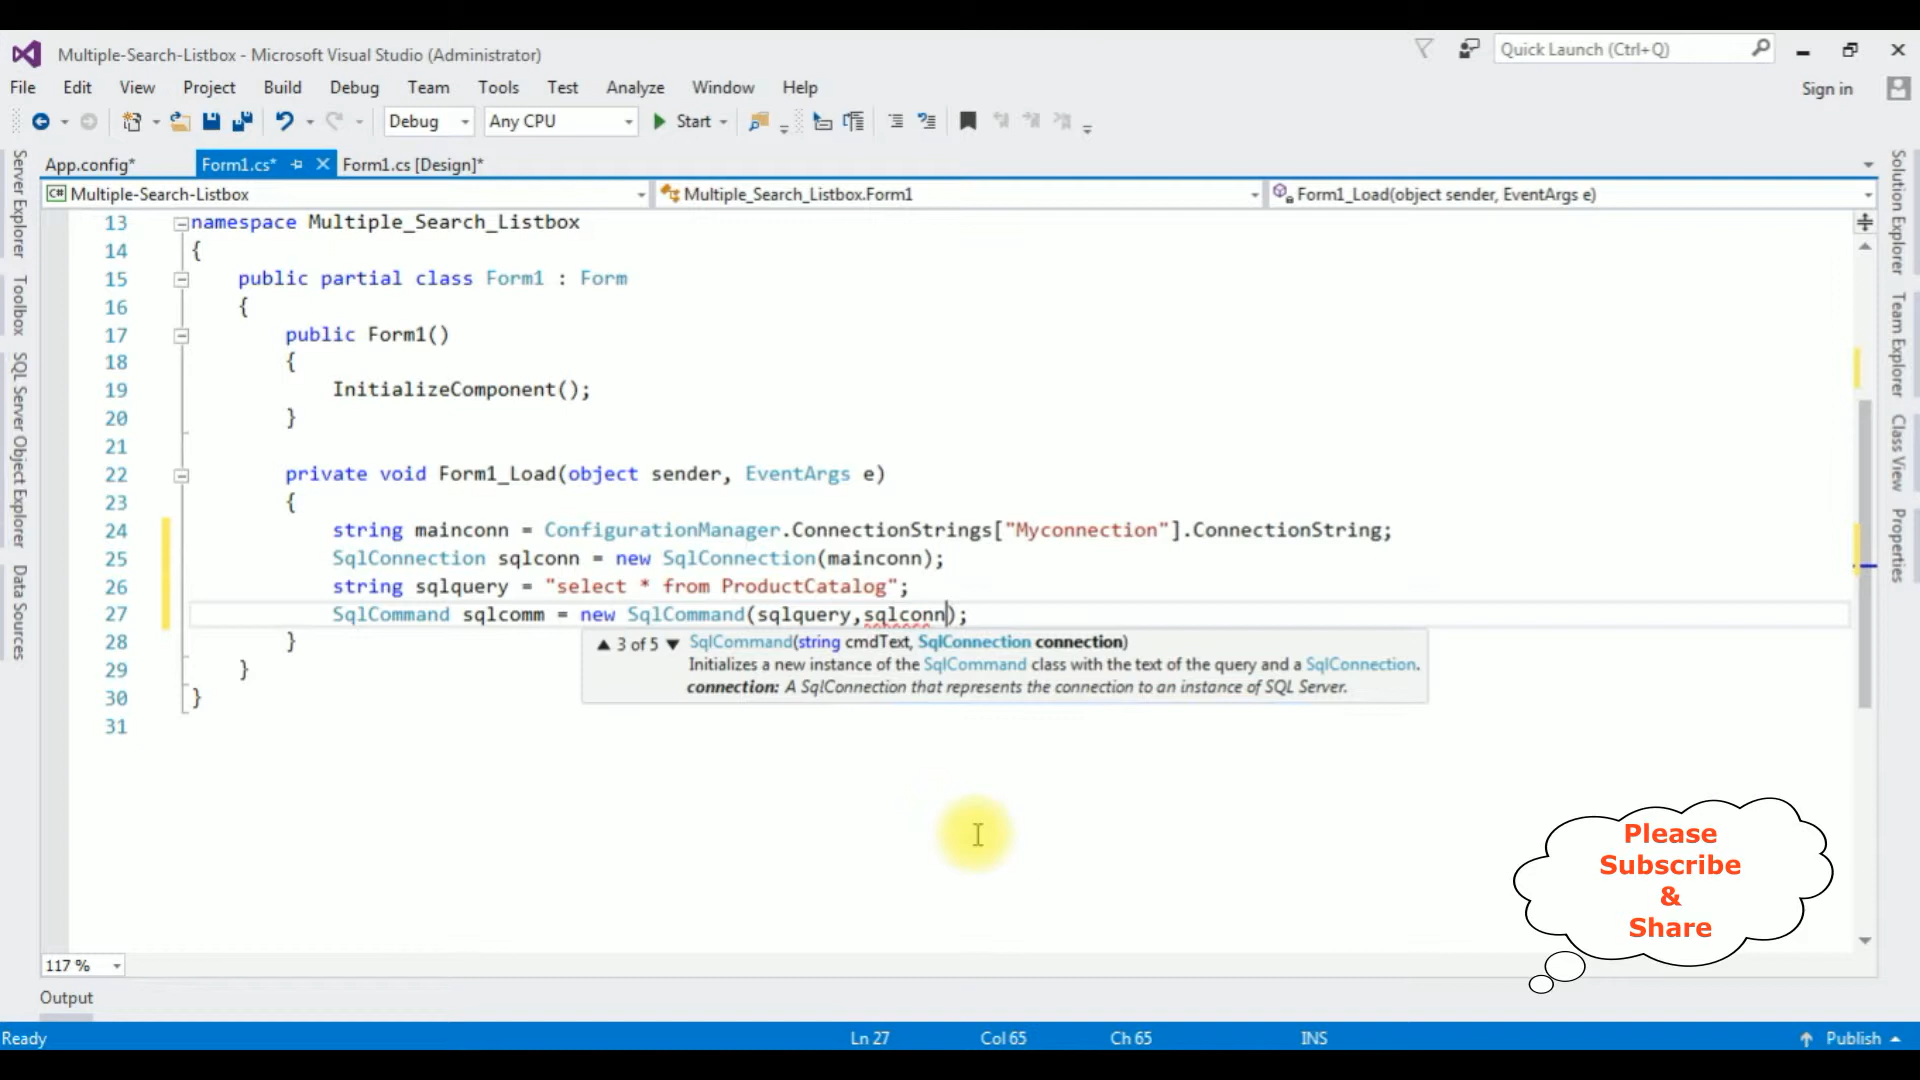 Multiple-Search-Listbox - Microsoft Visual Studio (Administrator)
Quick Launch (Ctrl+Q)
File Edit View Project Build Debug Team Tools Test Analyze Window Help
Sign in
Debug Any CPU Start
App.config* Form1.cs* Form1.cs [Design]*
C# Multiple-Search-Listbox Multiple_Search_Listbox.Form1 Form1_Load(object sender, EventArgs e)
Server Explorer
Toolbox
SQL Server Object Explorer
Data Sources
13 namespace Multiple_Search_Listbox
14 {
15 public partial class Form1 : Form
16 {
17 public Form1()
18 {
19 InitializeComponent();
20 }
21
22 private void Form1_Load(object sender, EventArgs e)
23 {
24 string mainconn = ConfigurationManager.ConnectionStrings["Myconnection"].ConnectionString;
25 SqlConnection sqlconn = new SqlConnection(mainconn);
26 string sqlquery = "select * from ProductCatalog";
27 SqlCommand sqlcomm = new SqlCommand(sqlquery,sqlconn);
28 }
29 }
30 }
31
▲ 3 of 5 ▼ SqlCommand(string cmdText, SqlConnection connection)
Initializes a new instance of the SqlCommand class with the text of the query and a SqlConnection.
connection: A SqlConnection that represents the connection to an instance of SQL Server.
Solution Explorer
Team Explorer
Class View
Properties
Please
Subscribe
&
Share
117 %
Output
Ready Ln 27 Col 65 Ch 65 INS Publish